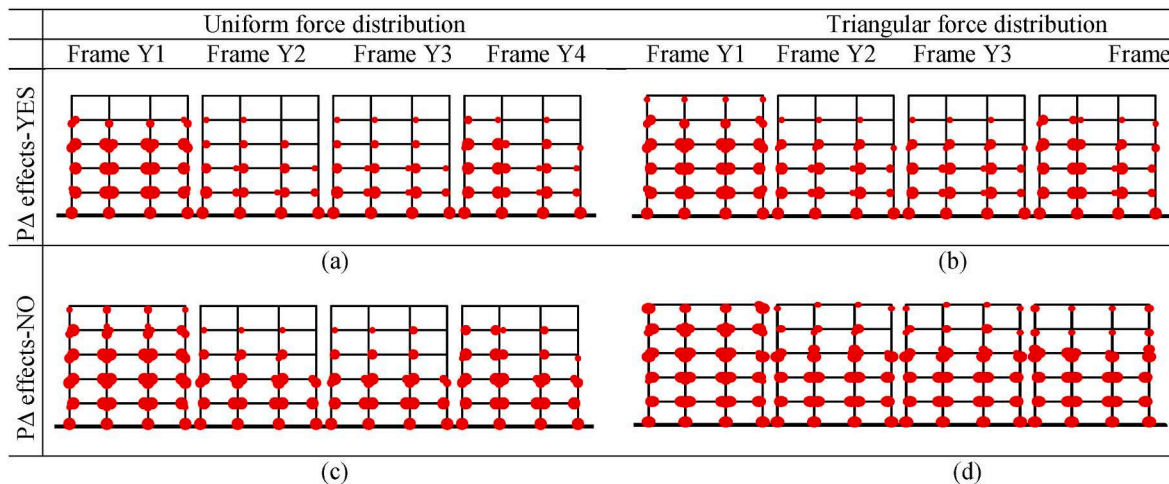 Uniform force distribution
Triangular force distribution
Frame Y1 Frame Y2 Frame Y3 Frame Y4
Frame Y1 Frame Y2 Frame Y3 Frame
PΔ effects-YES
(a)
(b)
PΔ effects-NO
(c)
(d)